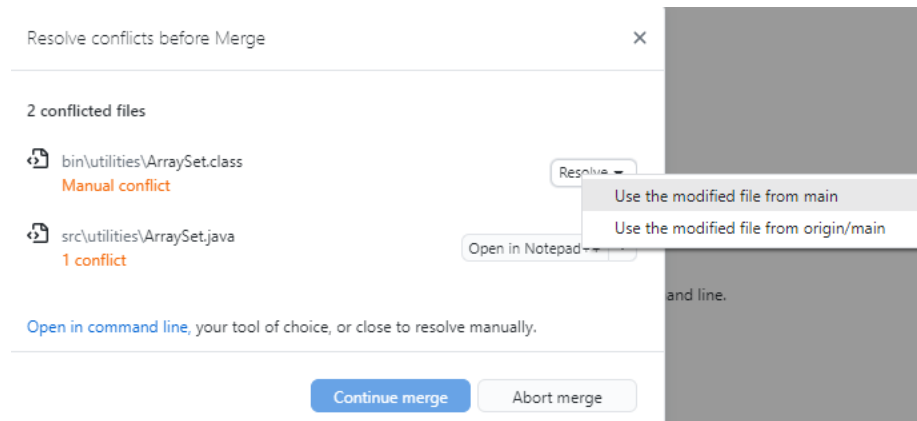 Resolve conflicts before Merge
2 conflicted files
bin\utilities\ArraySet.class
Manual conflict
Resolve
Use the modified file from main
Use the modified file from origin/main
src\utilities\ArraySet.java
1 conflict
Open in Notepad++
and line.
Open in command line, your tool of choice, or close to resolve manually.
Continue merge
Abort merge